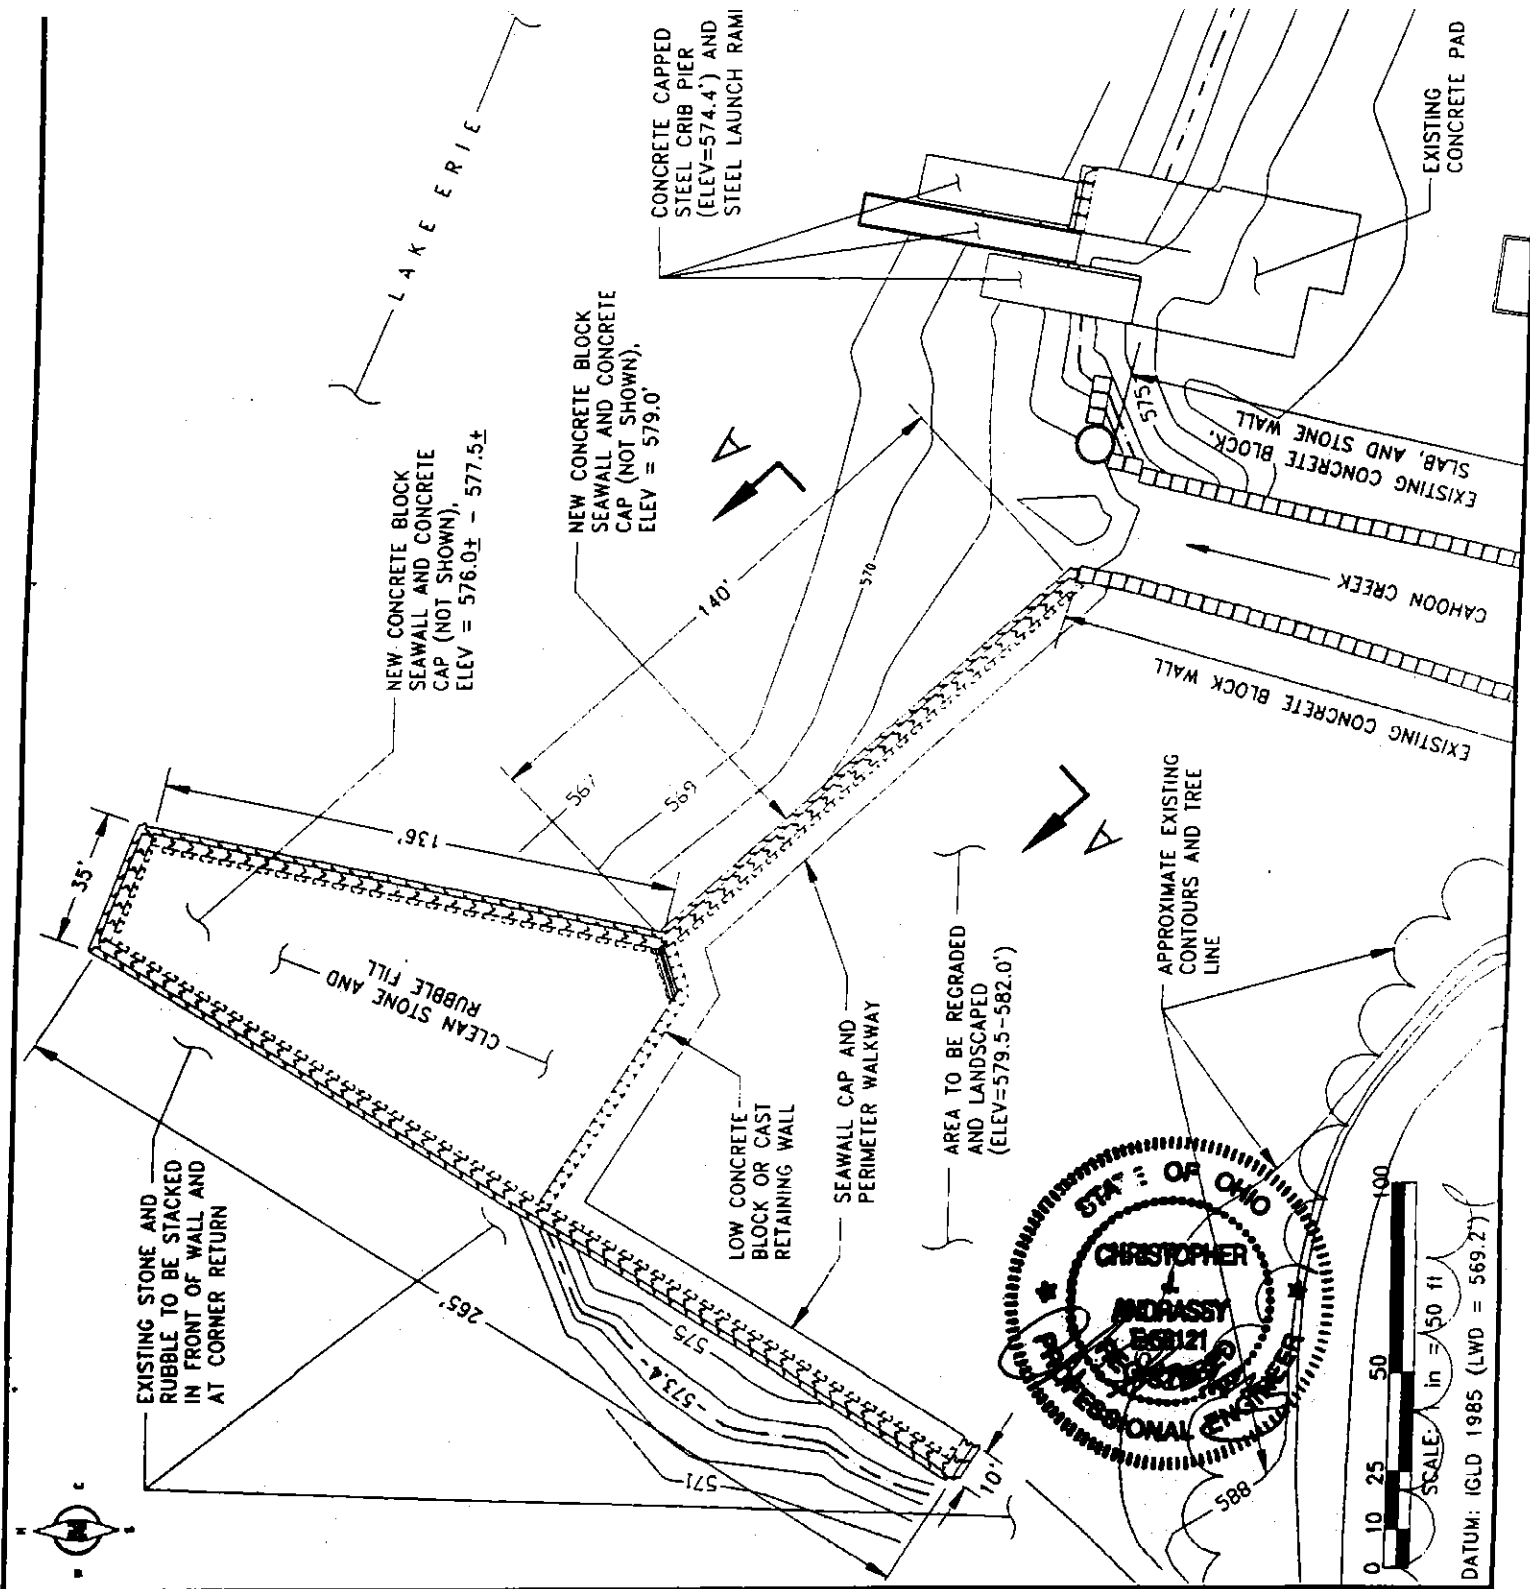 LAKE ERIE
CONCRETE CAPPED
STEEL CRIB PIER
(ELEV=574.4') AND
STEEL LAUNCH RAM
NEW CONCRETE BLOCK
SEAWALL AND CONCRETE
CAP (NOT SHOWN),
ELEV = 579.0'
NEW CONCRETE BLOCK
SEAWALL AND CONCRETE
CAP (NOT SHOWN),
ELEV = 576.0± - 577.5±
EXISTING
CONCRETE PAD
EXISTING CONCRETE BLOCK,
SLAB, AND STONE WALL
575
CAHOON CREEK
EXISTING CONCRETE BLOCK WALL
A
A
140'
570
569
567
136'
35'
CLEAN STONE AND
RUBBLE FILL
EXISTING STONE AND
RUBBLE TO BE STACKED
IN FRONT OF WALL AND
AT CORNER RETURN
265'
LOW CONCRETE
BLOCK OR CAST
RETAINING WALL
SEAWALL CAP AND
PERIMETER WALKWAY
AREA TO BE REGRADED
AND LANDSCAPED
(ELEV=579.5-582.0')
APPROXIMATE EXISTING
CONTOURS AND TREE
LINE
575
573.4
571
10'
588
STATE OF OHIO
CHRISTOPHER
ANDRASSY
REGISTERED
PROFESSIONAL ENGINEER
0 10 25 50 100
SCALE: 1 in = 50 ft
DATUM: IGLD 1985 (LWD = 569.2')